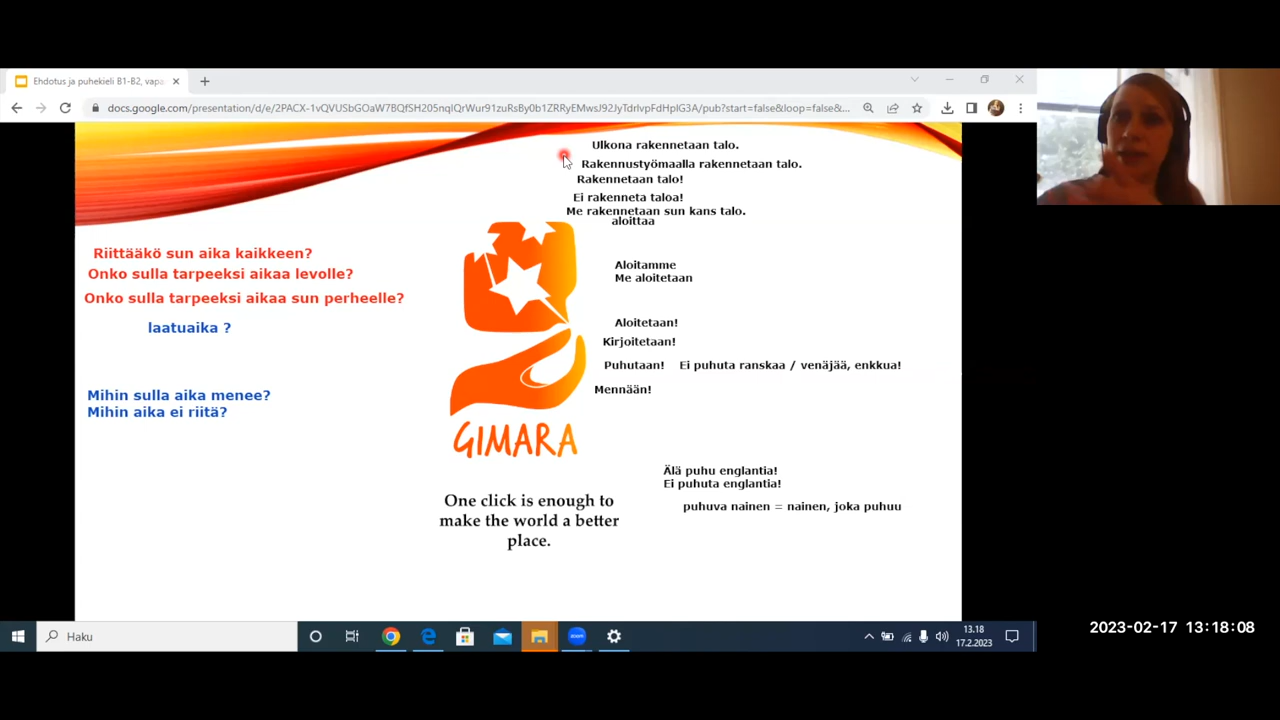 Ehdotus ja puhekieli B1-B2, vapa
docs.google.com/presentation/d/e/2PACX-1vQVUSbGOaW7BQfSH205nqIQrWur91zuRsBy0b1ZRRyEMwsJ92JyTdrlvpFdHpIG3A/pub?start=false&loop=false&...
Ulkona rakennetaan talo.
Rakennustyömaalla rakennetaan talo.
Rakennetaan talo!
Ei rakenneta taloa!
Me rakennetaan sun kans talo.
aloittaa
Riittääkö sun aika kaikkeen?
Onko sulla tarpeeksi aikaa levolle?
Onko sulla tarpeeksi aikaa sun perheelle?
laatuaika ?
Mihin sulla aika menee?
Mihin aika ei riitä?
Aloitamme
Me aloitetaan
Aloitetaan!
Kirjoitetaan!
Puhutaan! Ei puhuta ranskaa / venäjää, enkkua!
Mennään!
GIMARA
One click is enough to
make the world a better
place.
Älä puhu englantia!
Ei puhuta englantia!
puhuva nainen = nainen, joka puhuu
Haku
zoom
13.18
17.2.2023
2023-02-17 13:18:08